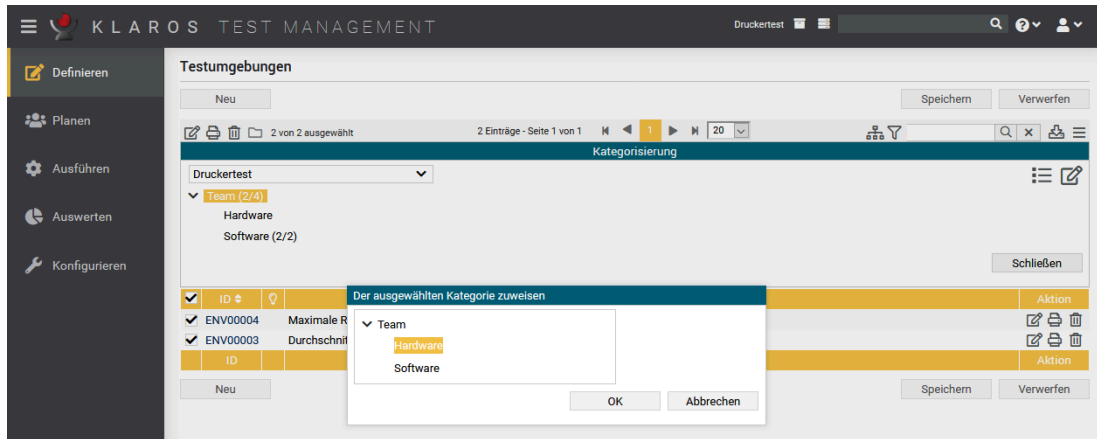 KLAROS TEST MANAGEMENT
Druckertest
Definieren
Planen
Ausführen
Auswerten
Konfigurieren
Testumgebungen
Neu
Speichern
Verwerfen
2 von 2 ausgewählt
2 Einträge - Seite 1 von 1
1
20
Kategorisierung
Druckertest
Team (2/4)
Hardware
Software (2/2)
Schließen
ID
Aktion
ENV00004 Maximale R
ENV00003 Durchschnit
ID
Aktion
Neu
Speichern
Verwerfen
Der ausgewählten Kategorie zuweisen
Team
Hardware
Software
OK
Abbrechen